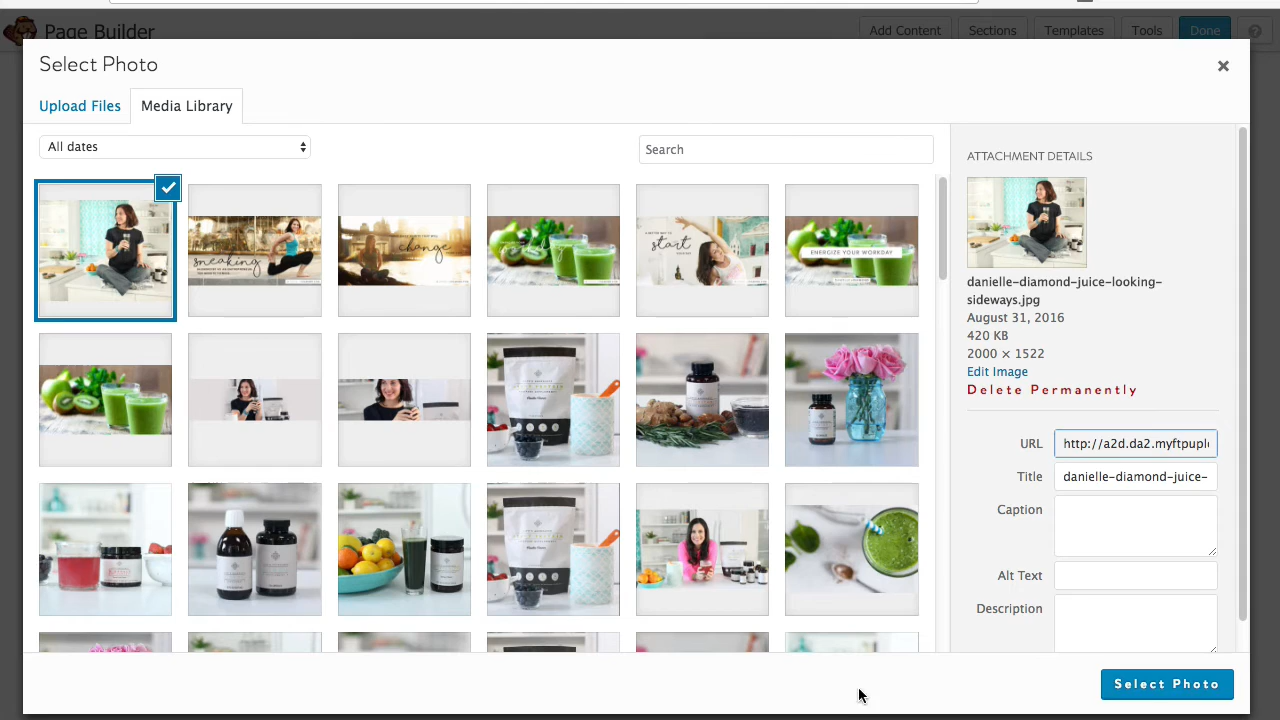 Page Builder
Add Content
Sections
Templates
Tools
Done
?
Select Photo
×
Upload Files
Media Library
All dates
Search
sneaking
change
start
ENERGIZE YOUR WORKDAY
ATTACHMENT DETAILS
danielle-diamond-juice-looking-
sideways.jpg
August 31, 2016
420 KB
2000 × 1522
Edit Image
Delete Permanently
URL
http://a2d.da2.myftpuplo
Title
danielle-diamond-juice-
Caption
Alt Text
Description
Select Photo